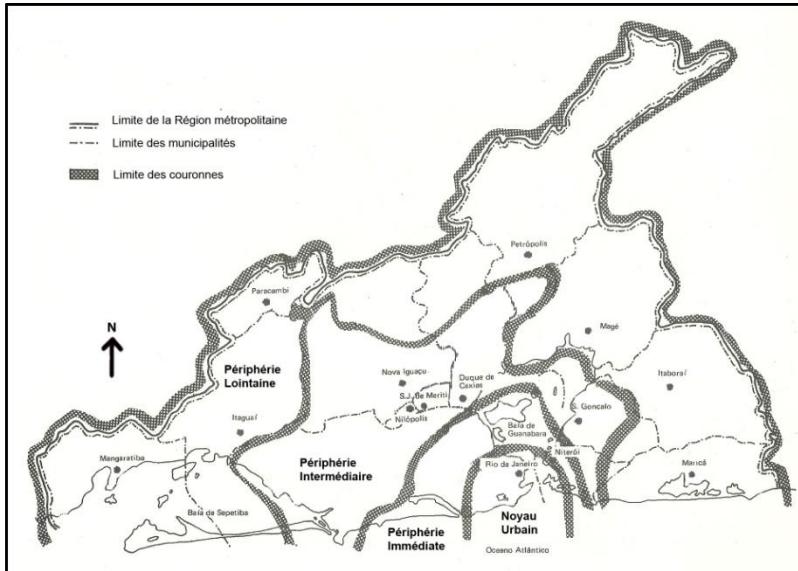 Limite de la Région métropolitaine
Limite des municipalités
Limite des couronnes
N
Petrópolis
Paracambi
Magé
Périphérie
Lointaine
Nova Iguaçu
Duque de
Caxias
Itaboraí
S.J. de Meriti
Nilópolis
S. Gonçalo
Itaguaí
Baía de
Guanabara
Niterói
Mangaratiba
Périphérie
Intermédiaire
Rio de Janeiro
Maricá
Baía de Sepetiba
Périphérie
Immédiate
Noyau
Urbain
Oceano Atlântico